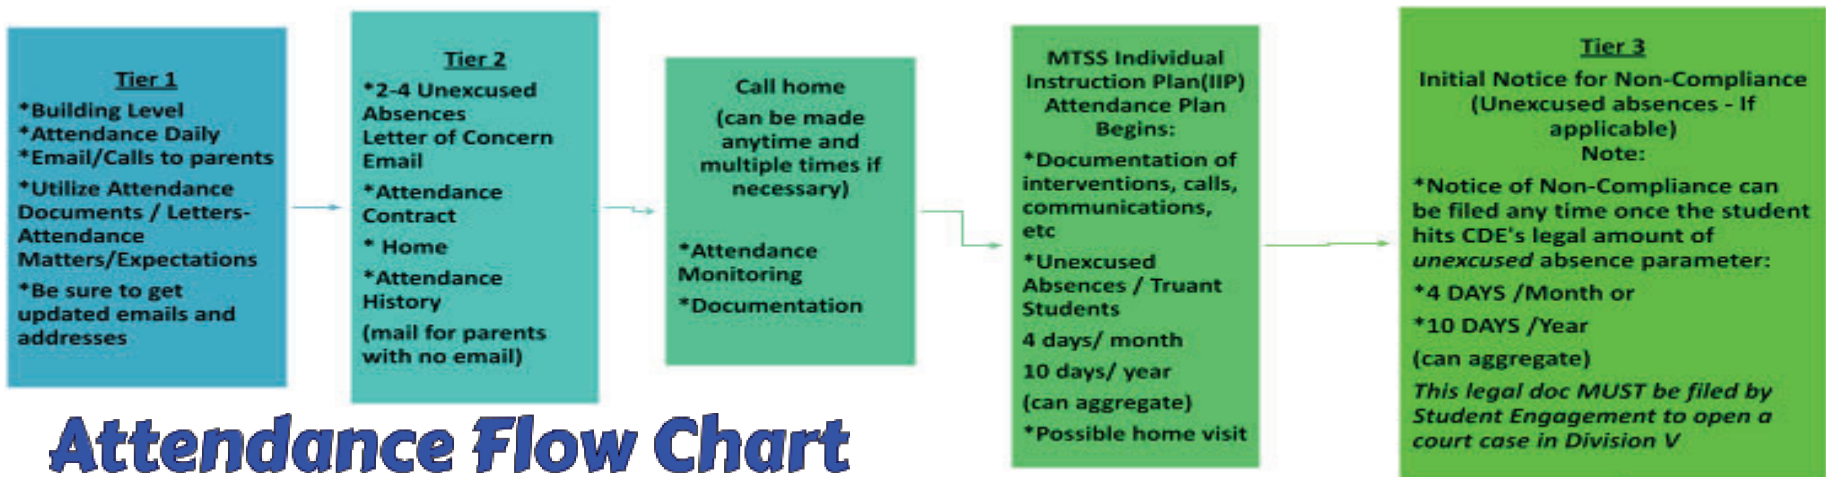 Tier 1
*Building Level
*Attendance Daily
*Email/Calls to parents
*Utilize Attendance
Documents / Letters-
Attendance
Matters/Expectations
*Be sure to get
updated emails and
addresses
Tier 2
*2-4 Unexcused
Absences
Letter of Concern
Email
*Attendance
Contract
* Home
*Attendance
History
(mail for parents
with no email)
Call home
(can be made
anytime and
multiple times if
necessary)
*Attendance
Monitoring
*Documentation
MTSS Individual
Instruction Plan(IIP)
Attendance Plan
Begins:
*Documentation of
interventions, calls,
communications,
etc
*Unexcused
Absences / Truant
Students
4 days/ month
10 days/ year
(can aggregate)
*Possible home visit
Tier 3
Initial Notice for Non-Compliance
(Unexcused absences - If
applicable)
Note:
*Notice of Non-Compliance can
be filed any time once the student
hits CDE's legal amount of
unexcused absence parameter:
*4 DAYS /Month or
*10 DAYS /Year
(can aggregate)
This legal doc MUST be filed by
Student Engagement to open a
court case in Division V
Attendance Flow Chart